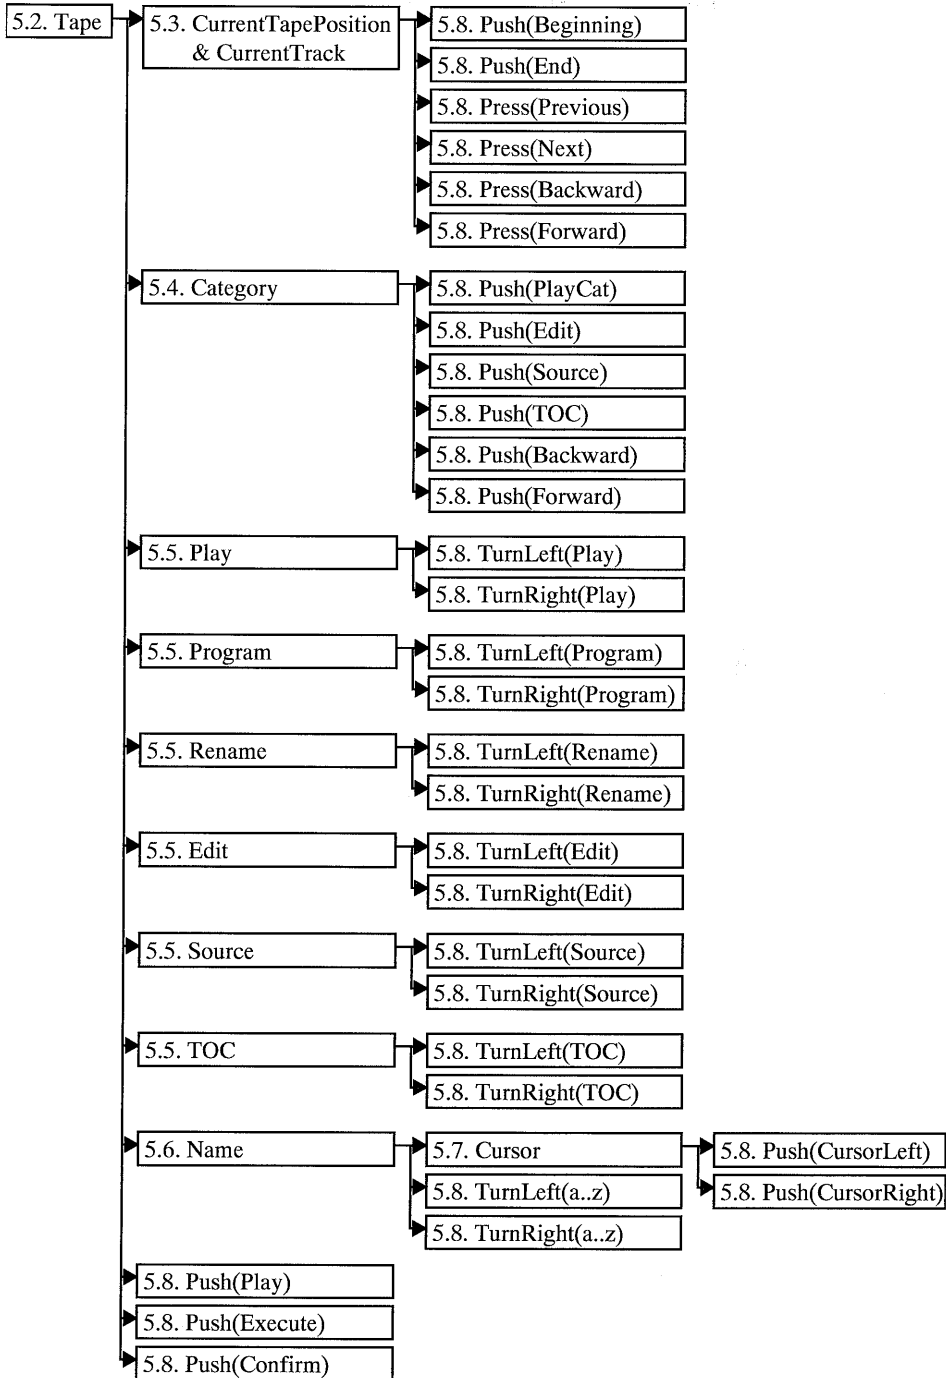 5.2. Tape
5.3. CurrentTapePosition
& CurrentTrack
5.8. Push(Beginning)
5.8. Push(End)
5.8. Press(Previous)
5.8. Press(Next)
5.8. Press(Backward)
5.8. Press(Forward)
5.4. Category
5.8. Push(PlayCat)
5.8. Push(Edit)
5.8. Push(Source)
5.8. Push(TOC)
5.8. Push(Backward)
5.8. Push(Forward)
5.5. Play
5.8. TurnLeft(Play)
5.8. TurnRight(Play)
5.5. Program
5.8. TurnLeft(Program)
5.8. TurnRight(Program)
5.5. Rename
5.8. TurnLeft(Rename)
5.8. TurnRight(Rename)
5.5. Edit
5.8. TurnLeft(Edit)
5.8. TurnRight(Edit)
5.5. Source
5.8. TurnLeft(Source)
5.8. TurnRight(Source)
5.5. TOC
5.8. TurnLeft(TOC)
5.8. TurnRight(TOC)
5.6. Name
5.7. Cursor
5.8. Push(CursorLeft)
5.8. Push(CursorRight)
5.8. TurnLeft(a..z)
5.8. TurnRight(a..z)
5.8. Push(Play)
5.8. Push(Execute)
5.8. Push(Confirm)